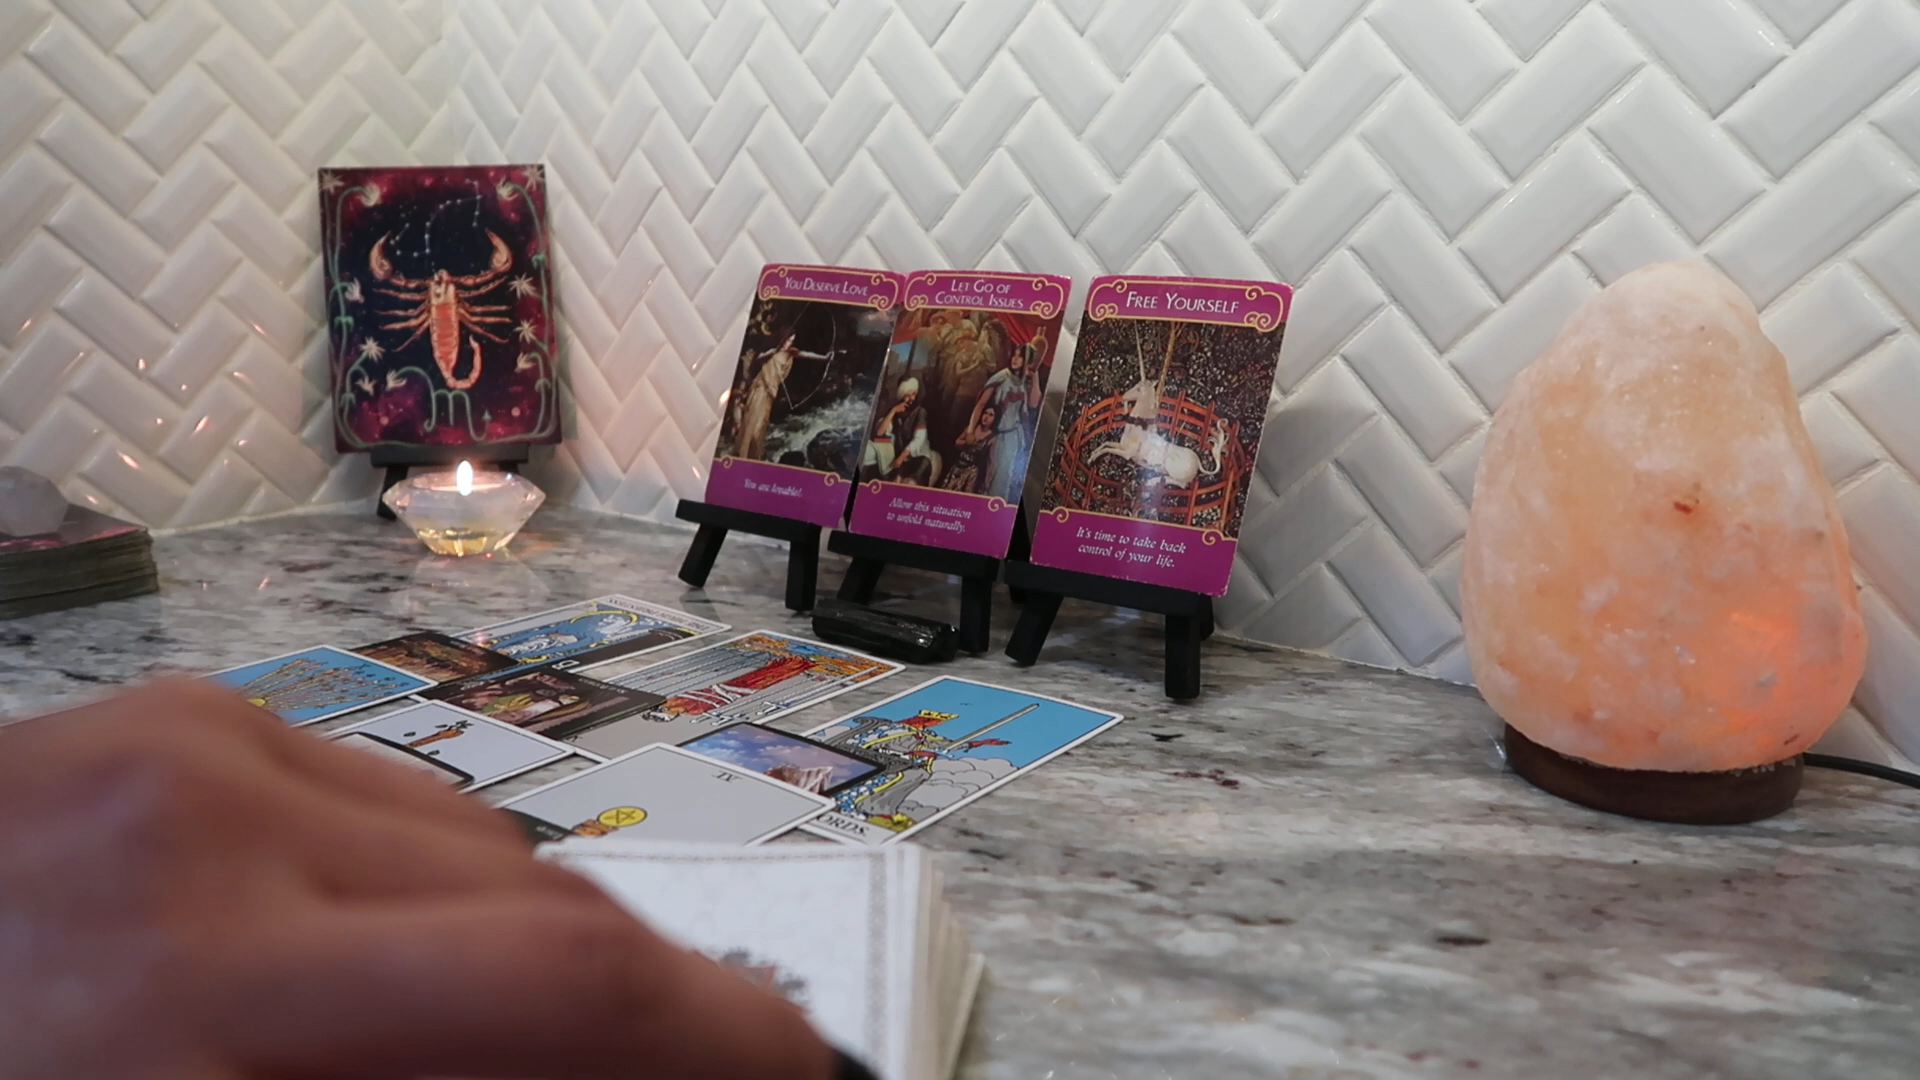 YOU DESERVE LOVE
You are lovable!
LET GO OF
CONTROL ISSUES
Allow this situation
to unfold naturally.
FREE YOURSELF
It's time to take back
control of your life.
ORDS.